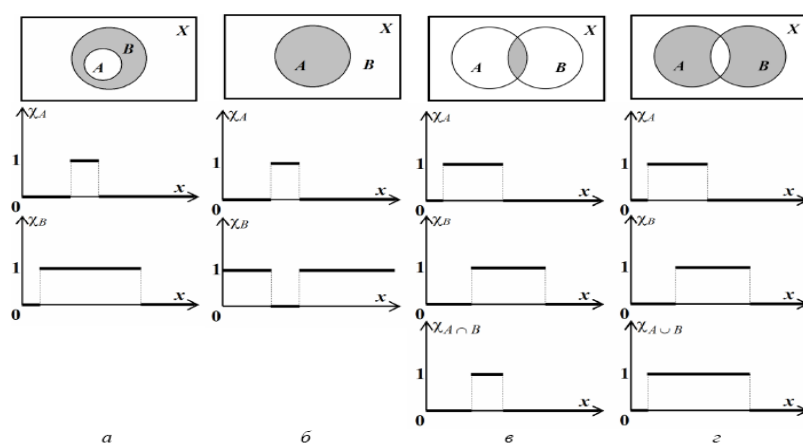 X X X X
B A
A B A B A B
χA χA χA χA
1 1 1 1
x x x x
0 0 0 0
χB χB χB χB
1 1 1 1
x x x x
0 0 0 0
χA ∩ B χA ∪ B
1 1
x x
0 0
а б в г